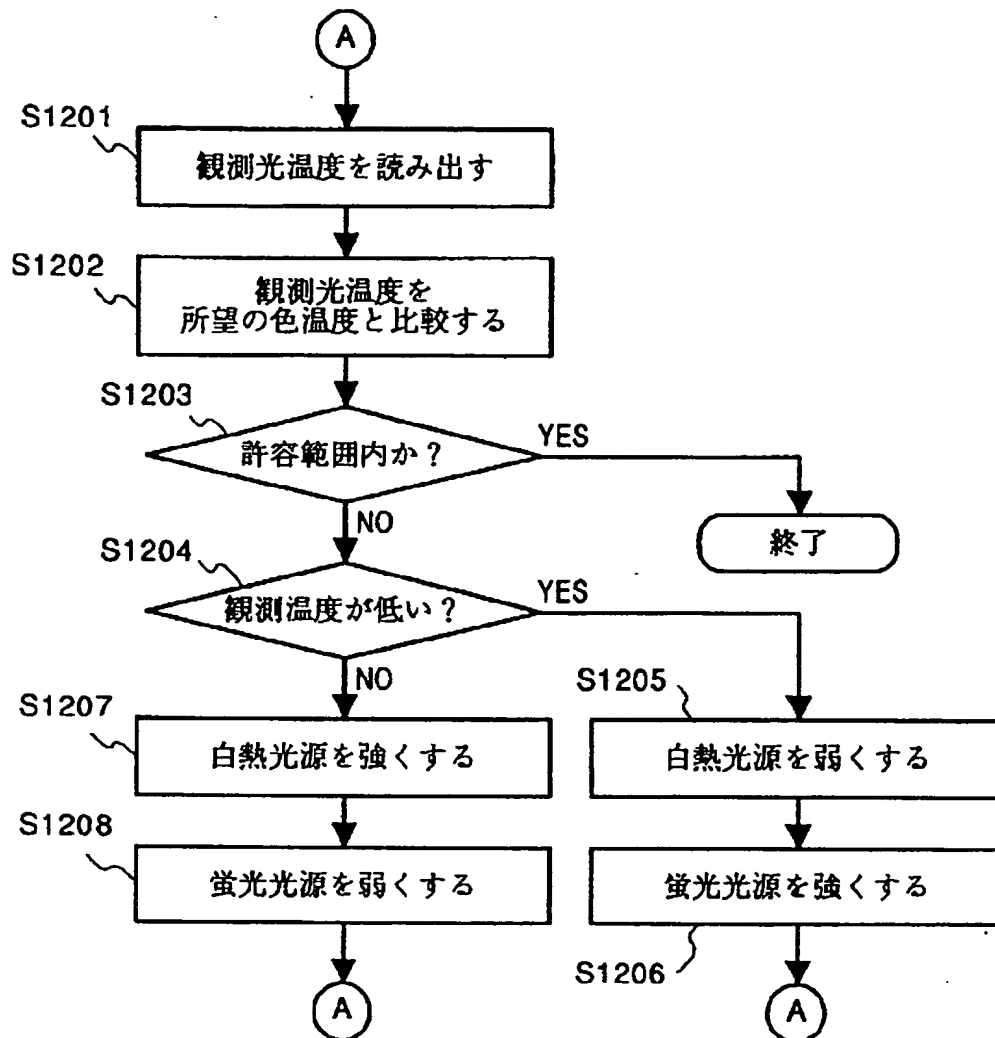 A
S1201
観測光温度を読み出す
S1202
観測光温度を
所望の色温度と比較する
S1203
許容範囲内か？
YES
NO
終了
S1204
観測温度が低い？
YES
NO
S1207
白熱光源を強くする
S1205
白熱光源を弱くする
S1208
蛍光光源を弱くする
蛍光光源を強くする
S1206
A
A